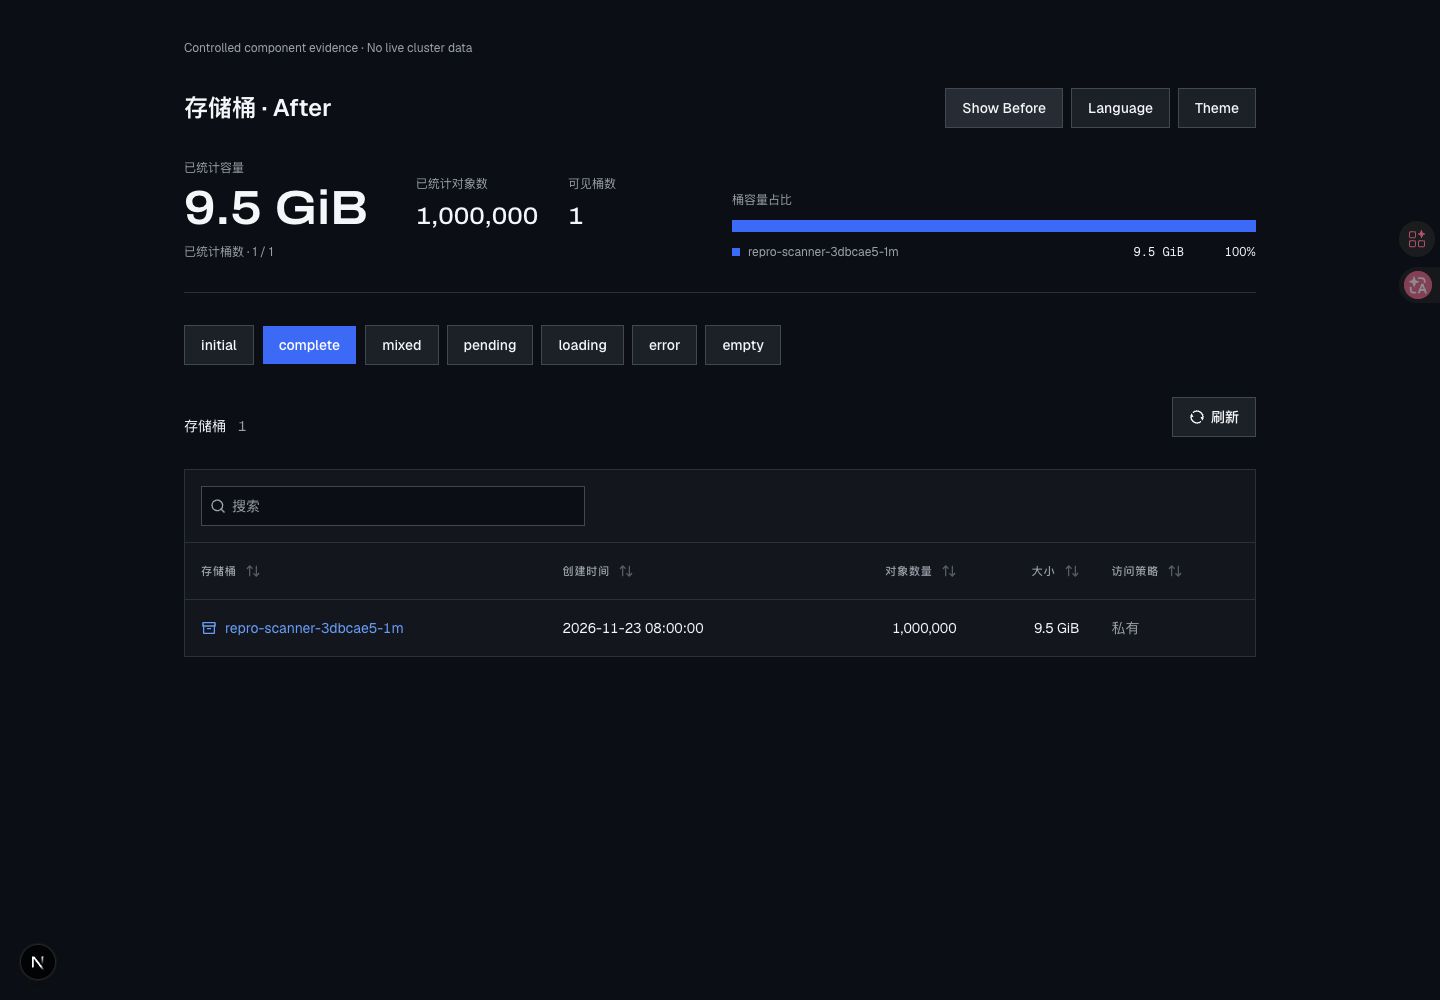 Controlled component evidence · No live cluster data
存储桶 · After
Show Before
Language
Theme
已统计容量
9.5 GiB
已统计桶数 · 1 / 1
已统计对象数
1,000,000
可见桶数
1
桶容量占比
repro-scanner-3dbcae5-1m 9.5 GiB 100%
initial
complete
mixed
pending
loading
error
empty
存储桶 1
刷新
搜索
存储桶 创建时间 对象数量 大小 访问策略
repro-scanner-3dbcae5-1m 2026-11-23 08:00:00 1,000,000 9.5 GiB 私有
N